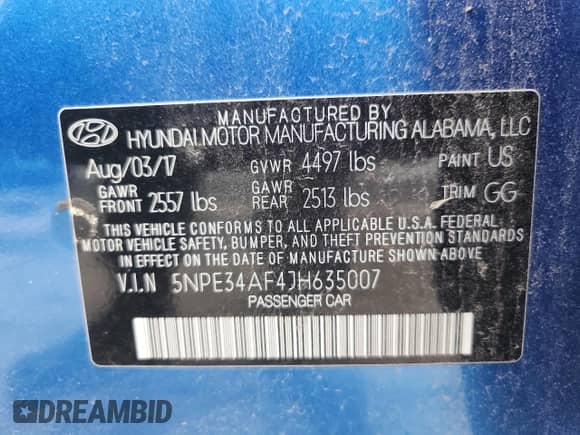 MANUFACTURED BY
HYUNDAI MOTOR MANUFACTURING ALABAMA, LLC
Aug/03/17 GVWR 4497 lbs PAINT US
GAWR FRONT 2557 lbs GAWR REAR 2513 lbs TRIM GG
THIS VEHICLE CONFORMS TO ALL APPLICABLE U.S.A. FEDERAL
MOTOR VEHICLE SAFETY, BUMPER, AND THEFT PREVENTION
STANDARDS IN EFFECT ON THE DATE OF MANUFACTURE SHOWN ABOVE.
V.I.N 5NPE34AF4JH635007
PASSENGER CAR
DREAMBID